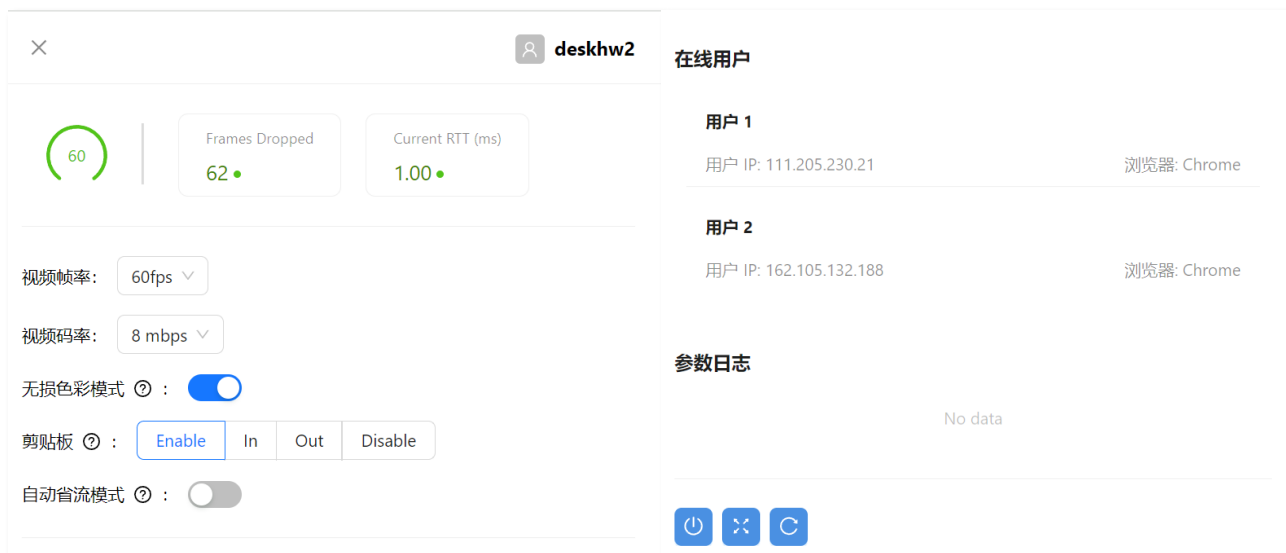 deskhw2
60
Frames Dropped
62
Current RTT (ms)
1.00
视频帧率：
60fps
视频码率：
8 mbps
无损色彩模式 ? :
剪贴板 ? :
Enable In Out Disable
自动省流模式 ? :
在线用户
用户 1
用户 IP: 111.205.230.21 浏览器: Chrome
用户 2
用户 IP: 162.105.132.188 浏览器: Chrome
参数日志
No data